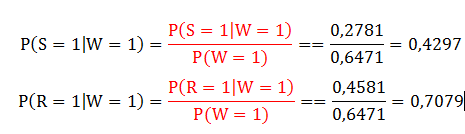 P(S = 1|W = 1) = P(S = 1|W = 1) / P(W = 1) == 0,2781 / 0,6471 = 0,4297
P(R = 1|W = 1) = P(R = 1|W = 1) / P(W = 1) == 0,4581 / 0,6471 = 0,7079